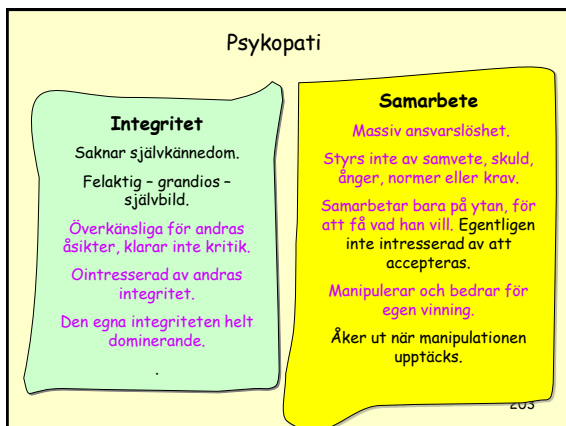 Psykopati
Integritet
Saknar självkännedom.
Felaktig – grandios –
självbild.
Överkänsliga för andras
åsikter, klarar inte kritik.
Ointresserad av andras
integritet.
Den egna integriteten helt
dominerande.
.
Samarbete
Massiv ansvarslöshet.
Styrs inte av samvete, skuld,
ånger, normer eller krav.
Samarbetar bara på ytan, för
att få vad han vill. Egentligen
inte intresserad av att
accepteras.
Manipulerar och bedrar för
egen vinning.
Åker ut när manipulationen
upptäcks.
203